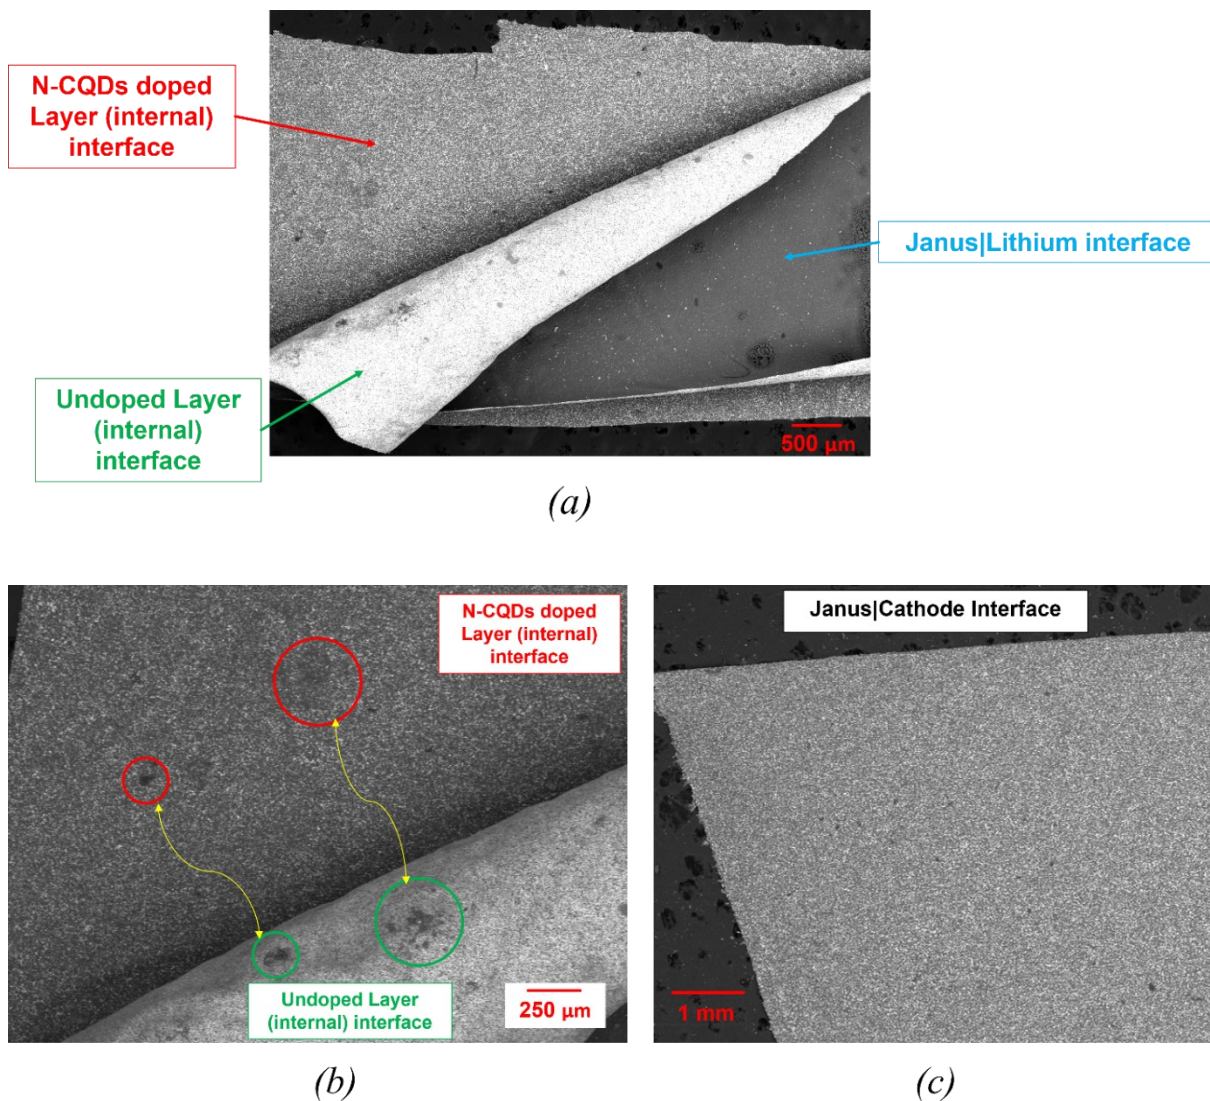 N-CQDs doped
Layer (internal)
interface
Janus|Lithium interface
Undoped Layer
(internal)
interface
500 µm
(a)
N-CQDs doped
Layer (internal)
interface
Undoped Layer
(internal) interface
250 µm
(b)
Janus|Cathode Interface
1 mm
(c)